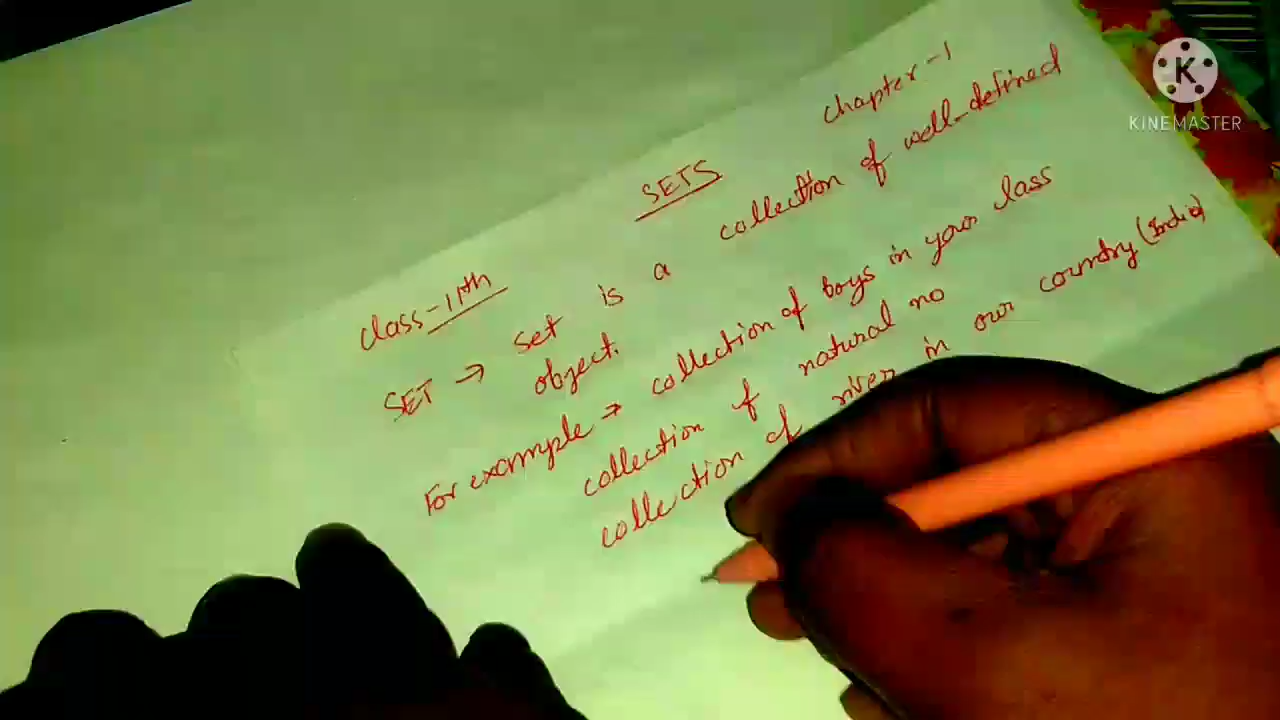 Chapter-1
SETS
Class-11th
SET → Set is a collection of well-defined
object.
For example → collection of boys in your class
collection of natural no
collection of river in our country (India)
K
KINEMASTER